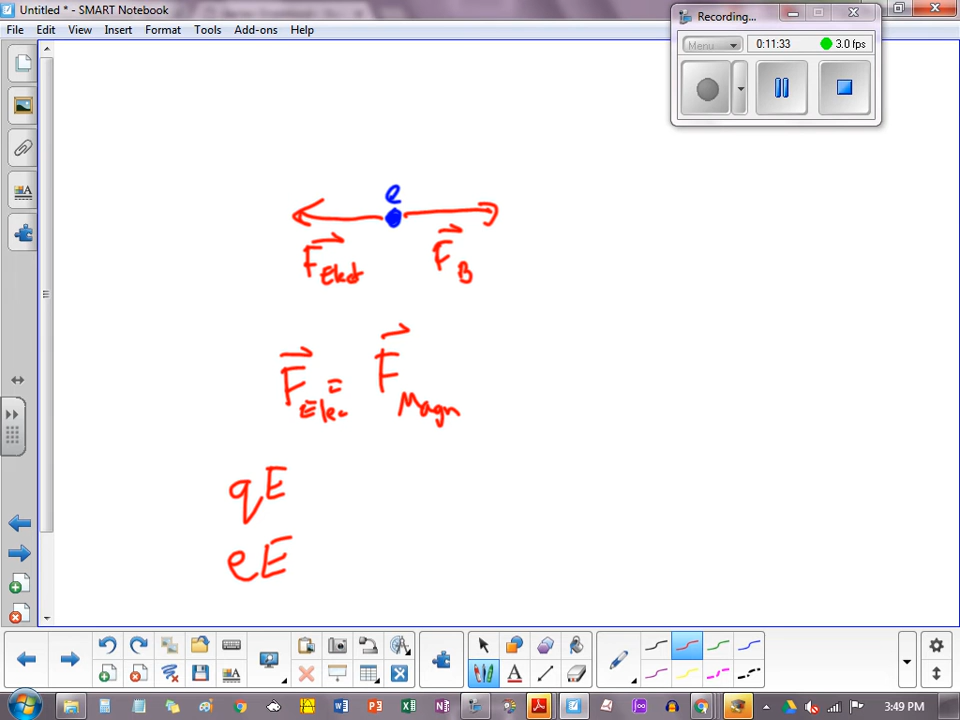 Untitled * - SMART Notebook
File Edit View Insert Format Tools Add-ons Help
Recording...
Menu 0:11:33 3.0 fps
e
F Elect F B
F Elec = F Magn
qE
eE
3:49 PM